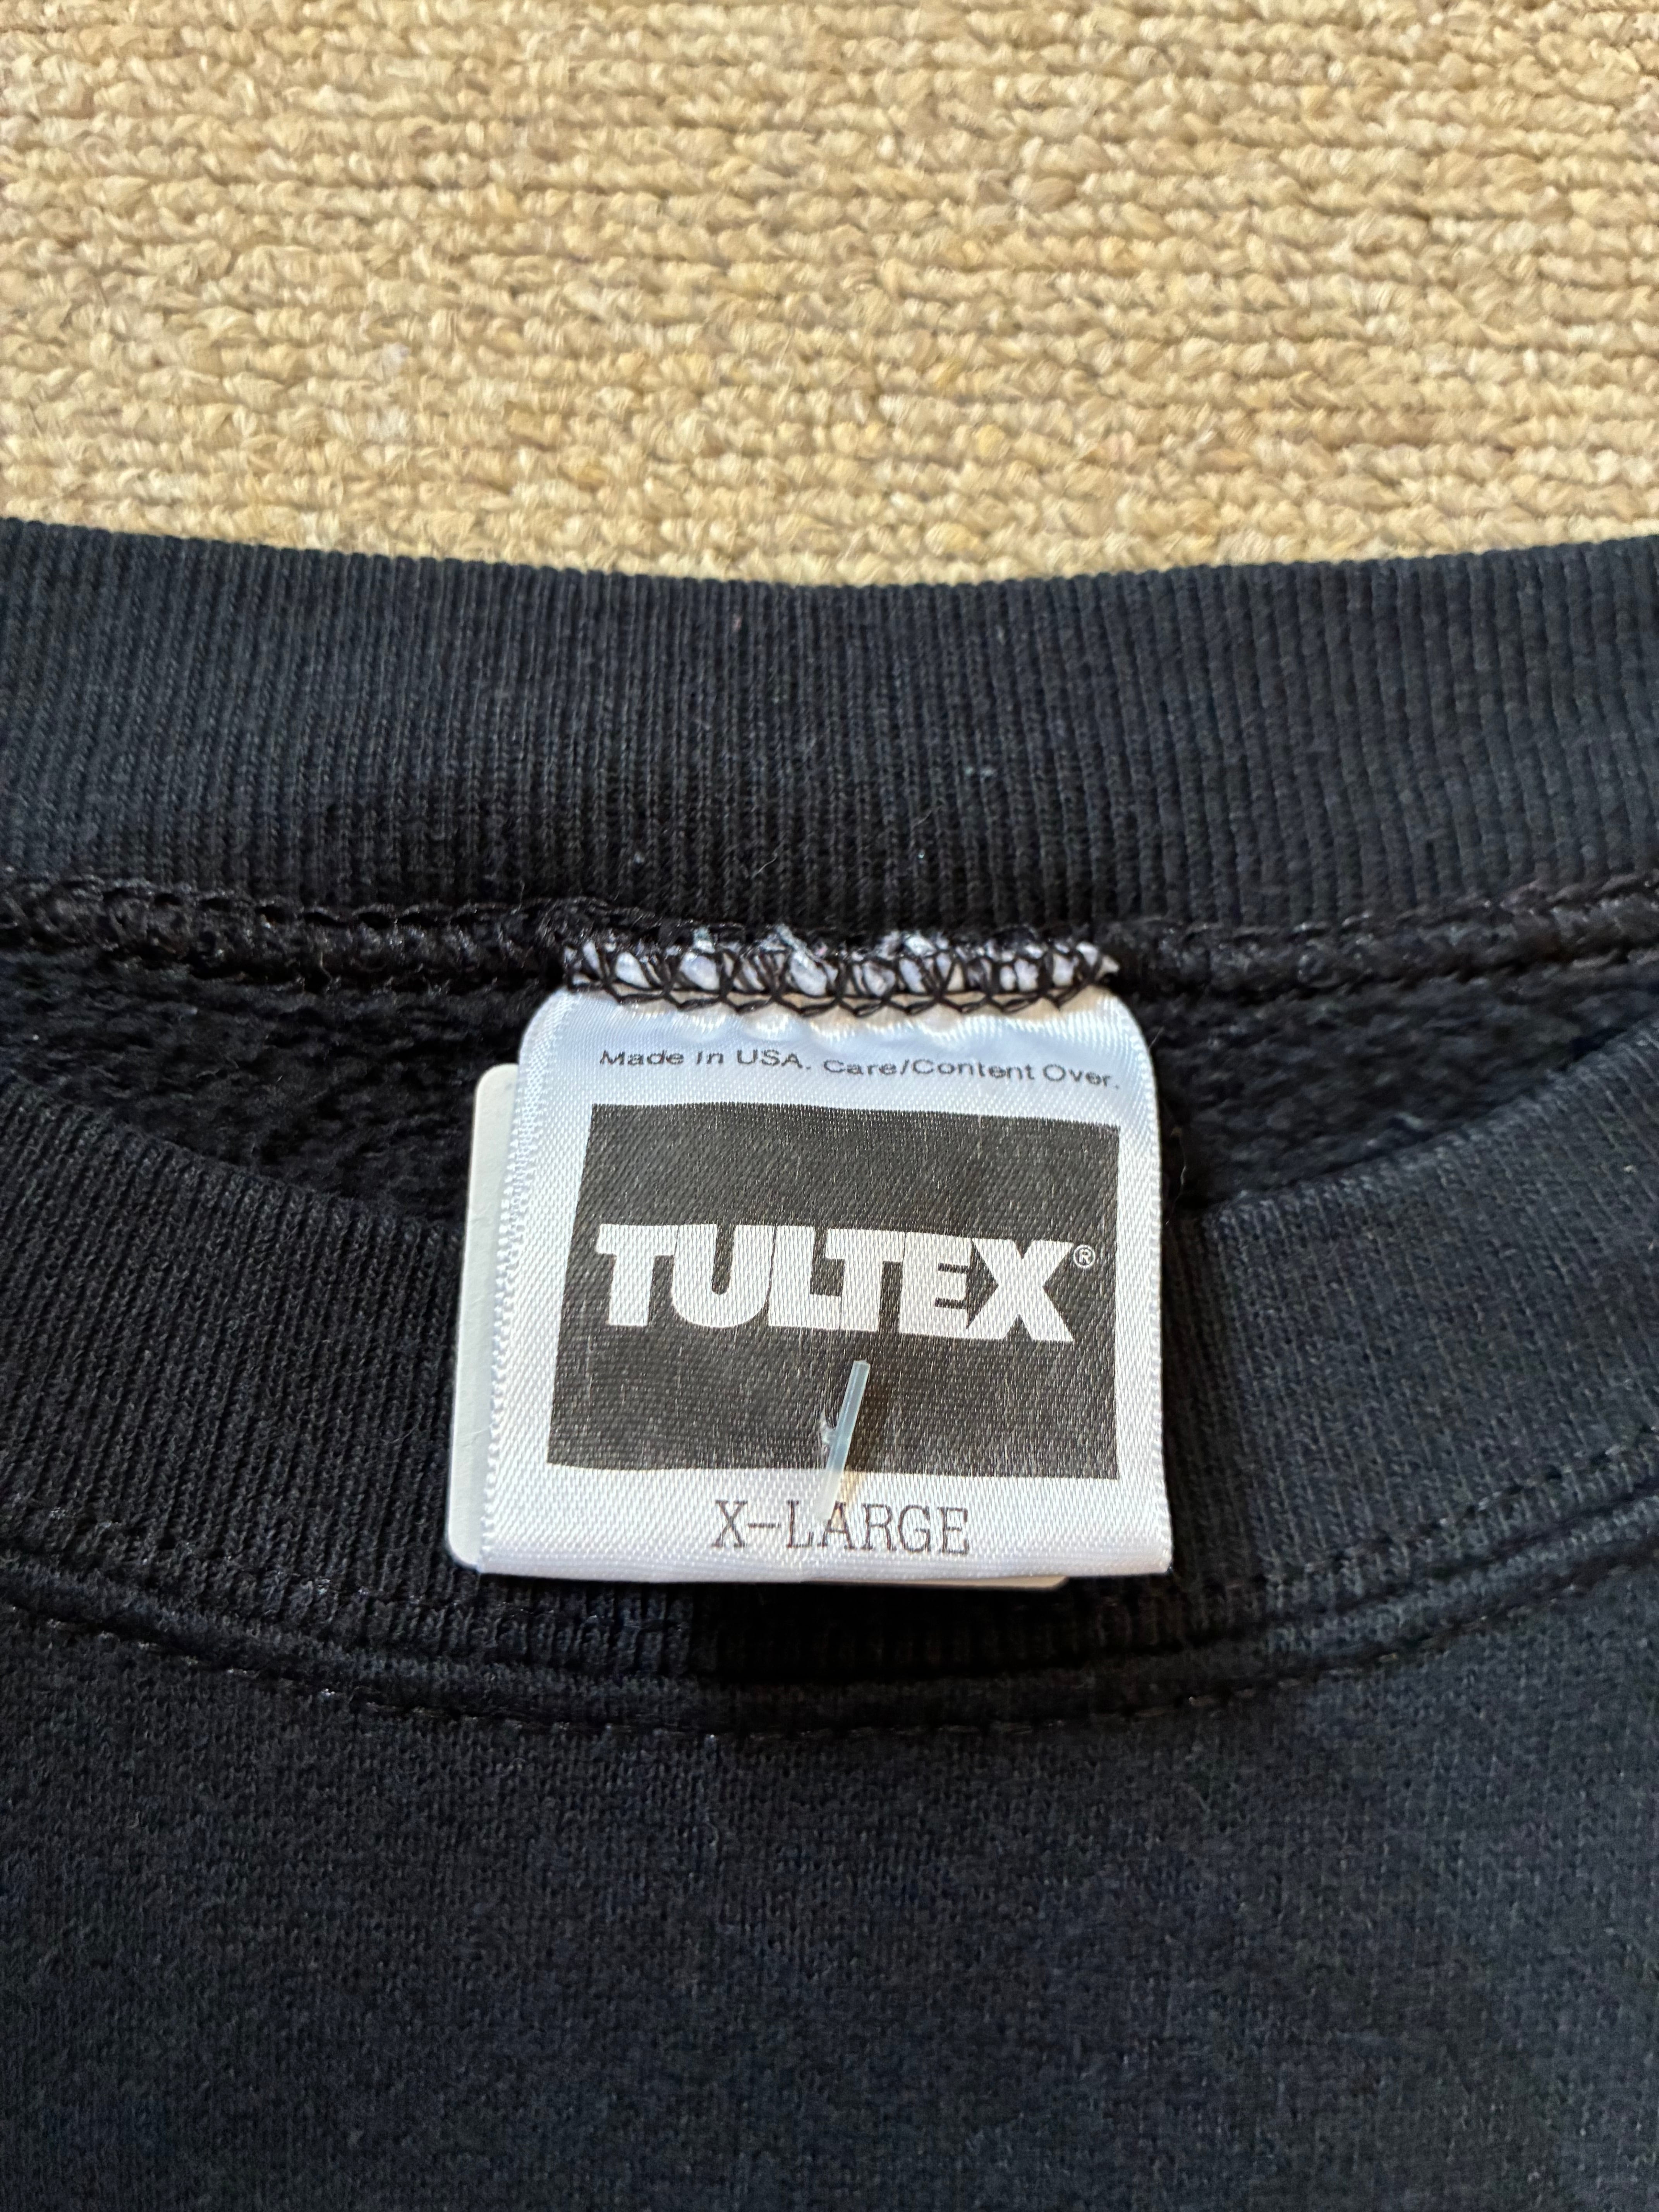 Made In USA. Care/Content Over.
TULTEX®
X-LARGE